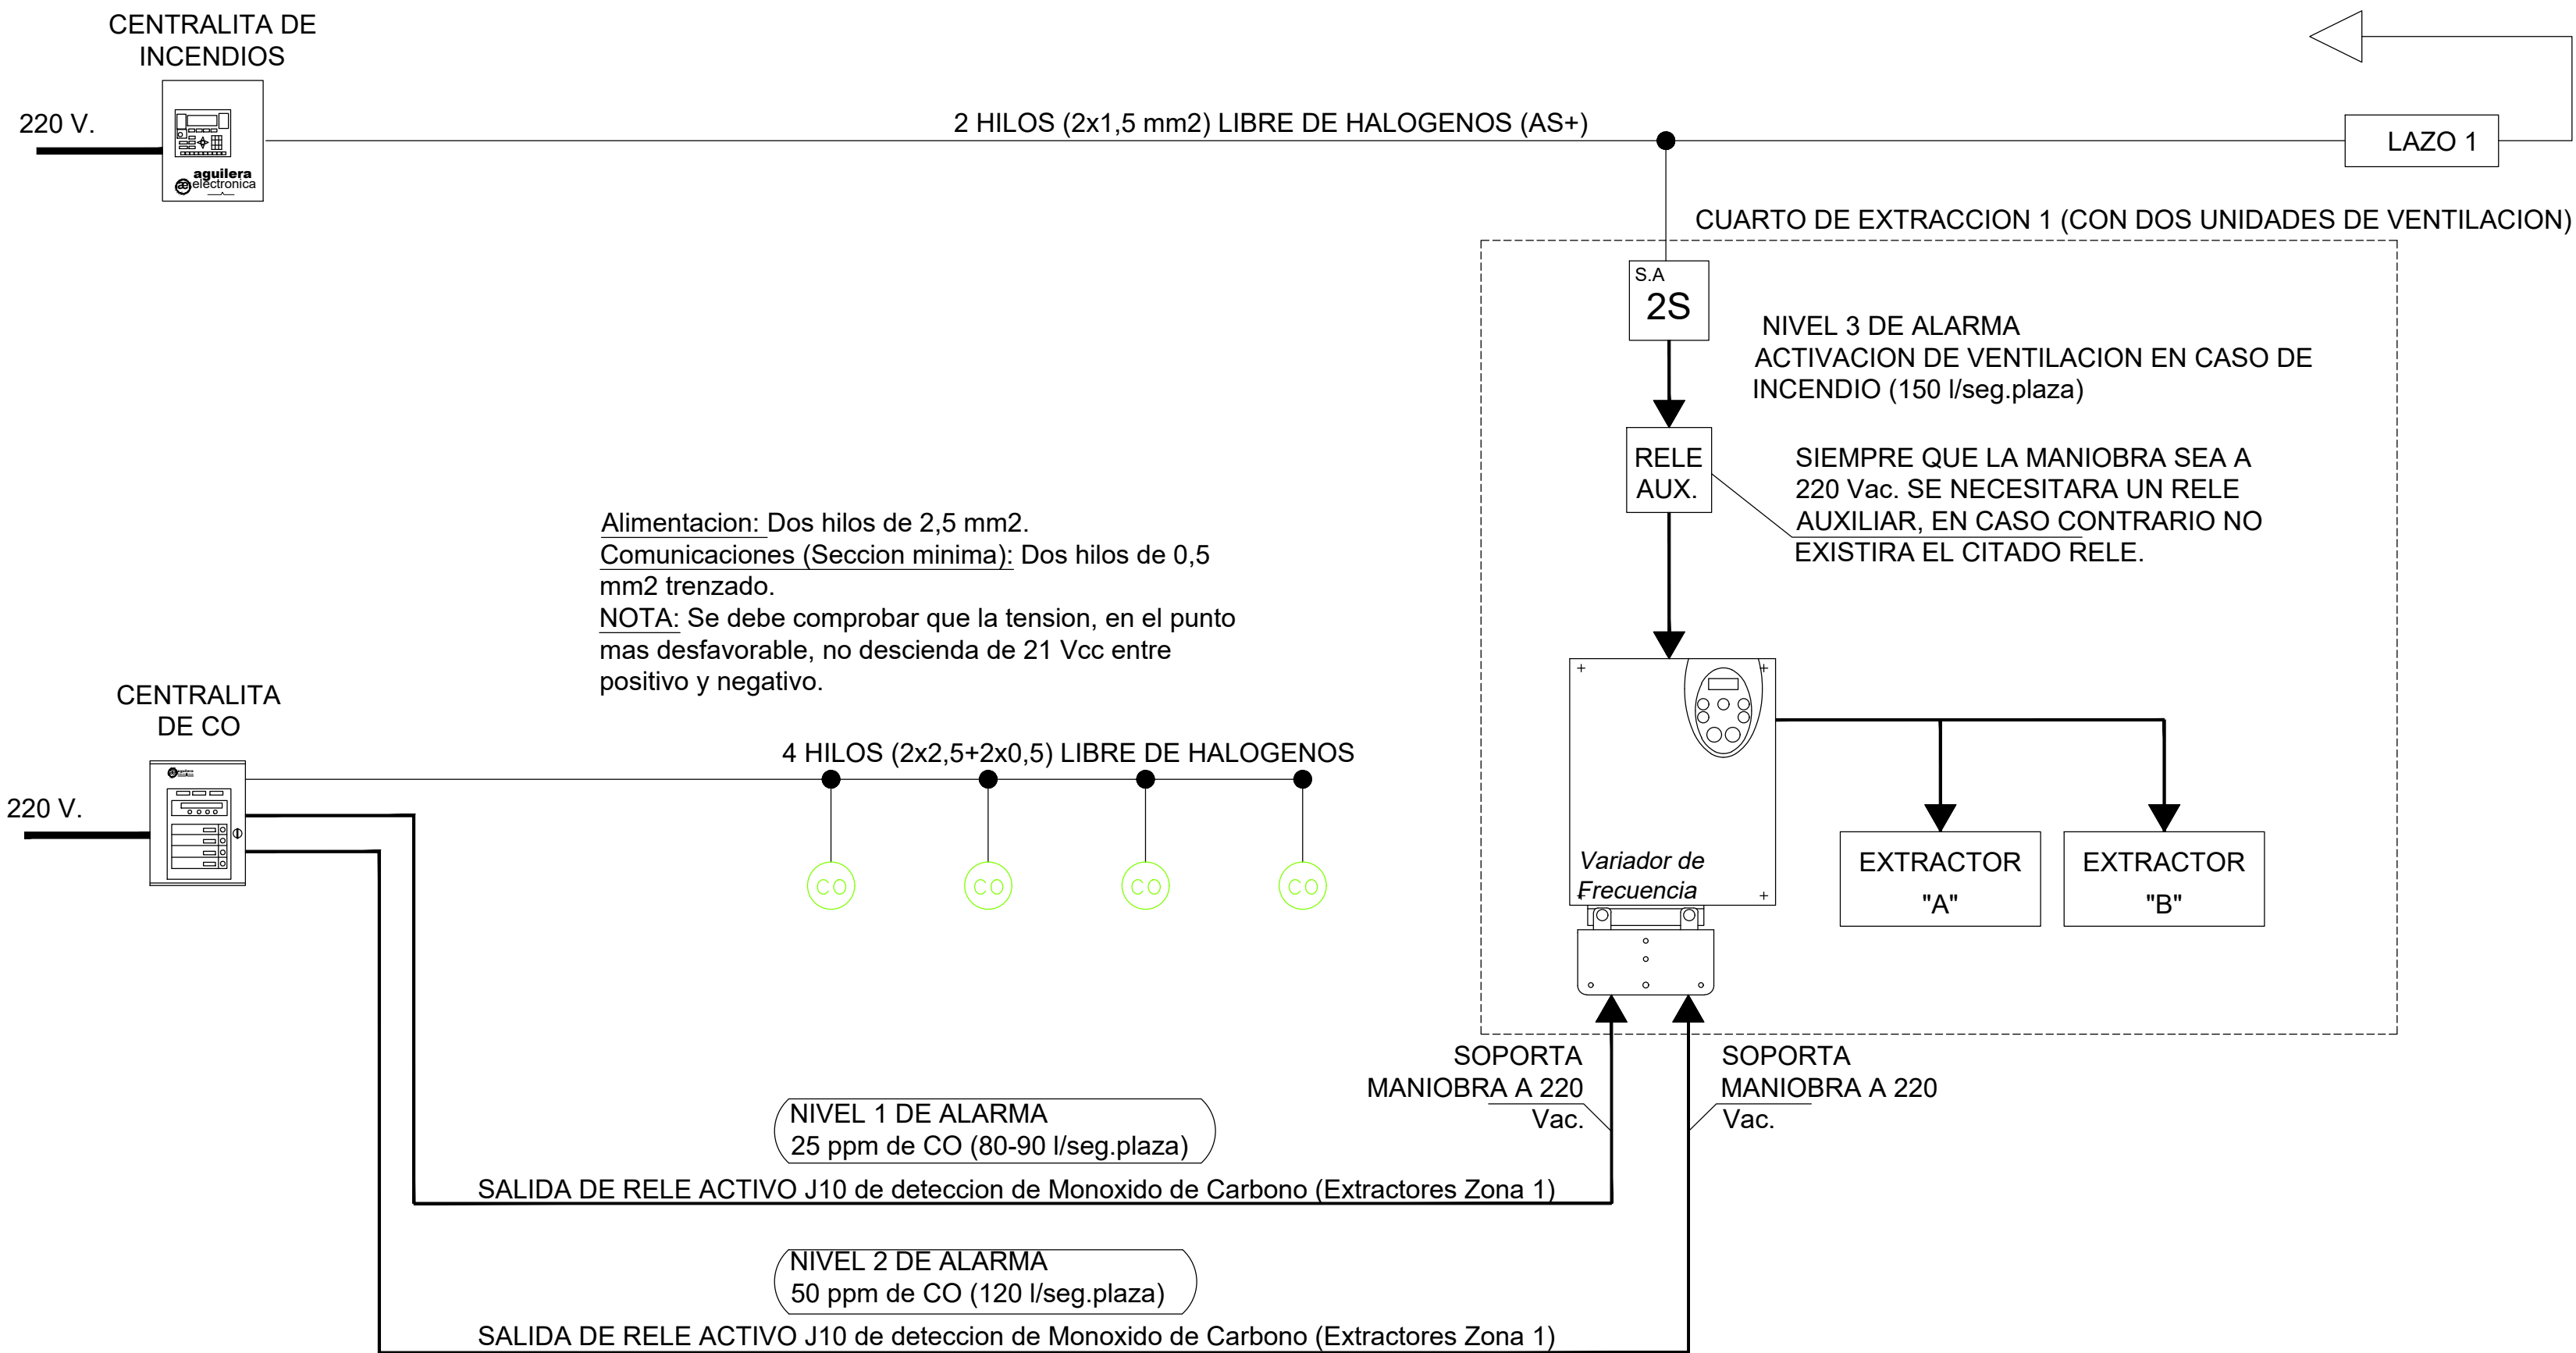 CENTRALITA DE
INCENDIOS
220 V.
aguilera
electronica
2 HILOS (2x1,5 mm2) LIBRE DE HALOGENOS (AS+)
LAZO 1
CUARTO DE EXTRACCION 1 (CON DOS UNIDADES DE VENTILACION)
S.A
2S
NIVEL 3 DE ALARMA
ACTIVACION DE VENTILACION EN CASO DE
INCENDIO (150 l/seg.plaza)
RELE
AUX.
SIEMPRE QUE LA MANIOBRA SEA A
220 Vac. SE NECESITARA UN RELE
AUXILIAR, EN CASO CONTRARIO NO
EXISTIRA EL CITADO RELE.
Alimentacion: Dos hilos de 2,5 mm2.
Comunicaciones (Seccion minima): Dos hilos de 0,5
mm2 trenzado.
NOTA: Se debe comprobar que la tension, en el punto
mas desfavorable, no descienda de 21 Vcc entre
positivo y negativo.
CENTRALITA
DE CO
220 V.
4 HILOS (2x2,5+2x0,5) LIBRE DE HALOGENOS
CO
CO
CO
CO
Variador de
Frecuencia
EXTRACTOR
"A"
EXTRACTOR
"B"
SOPORTA
MANIOBRA A 220
Vac.
SOPORTA
MANIOBRA A 220
Vac.
NIVEL 1 DE ALARMA
25 ppm de CO (80-90 l/seg.plaza)
SALIDA DE RELE ACTIVO J10 de deteccion de Monoxido de Carbono (Extractores Zona 1)
NIVEL 2 DE ALARMA
50 ppm de CO (120 l/seg.plaza)
SALIDA DE RELE ACTIVO J10 de deteccion de Monoxido de Carbono (Extractores Zona 1)